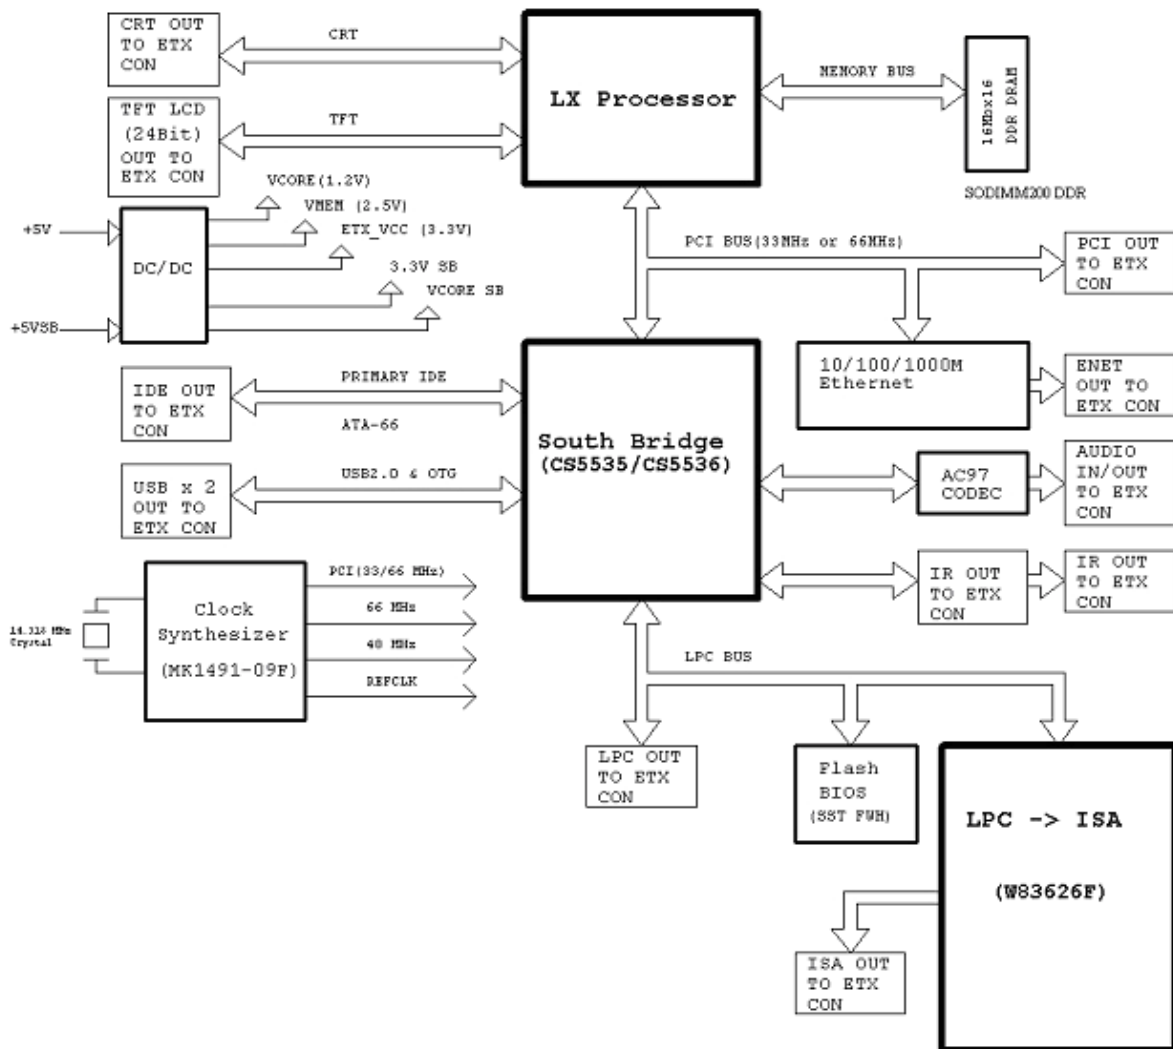 CRT OUT
TO ETX
CON
CRT
LX Processor
MEMORY BUS
16Mbx16
DDR DRAM
SODIMM200 DDR
TFT LCD
(24Bit)
OUT TO
ETX CON
TFT
VCORE(1.2V)
VMEM (2.5V)
ETX_VCC (3.3V)
3.3V SB
VCORE SB
+5V
DC/DC
+5VSB
PCI BUS(33MHz or 66MHz)
PCI OUT
TO ETX
CON
10/100/1000M
Ethernet
ENET
OUT TO
ETX CON
IDE OUT
TO ETX
CON
PRIMARY IDE
ATA-66
South Bridge
(CS5535/CS5536)
USB x 2
OUT TO
ETX CON
USB2.0 & OTG
AC97
CODEC
AUDIO
IN/OUT
TO ETX
CON
IR OUT
TO ETX
CON
IR OUT
TO ETX
CON
14.318 MHz
Crystal
Clock
Synthesizer
(MK1491-09F)
PCI(33/66 MHz)
66 MHz
48 MHz
REFCLK
LPC BUS
LPC OUT
TO ETX
CON
Flash
BIOS
(SST FWH)
LPC -> ISA
(W83626F)
ISA OUT
TO ETX
CON